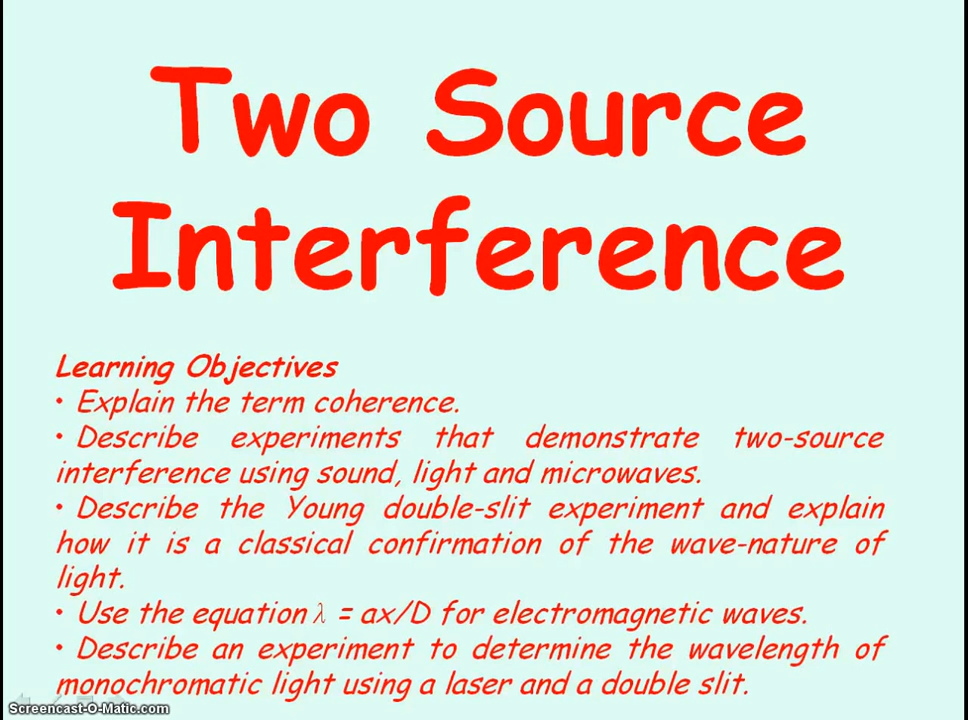 Two Source
Interference
Learning Objectives
• Explain the term coherence.
• Describe experiments that demonstrate two-source
interference using sound, light and microwaves.
• Describe the Young double-slit experiment and explain
how it is a classical confirmation of the wave-nature of
light.
• Use the equation λ = ax/D for electromagnetic waves.
• Describe an experiment to determine the wavelength of
monochromatic light using a laser and a double slit.
Screencast-O-Matic.com